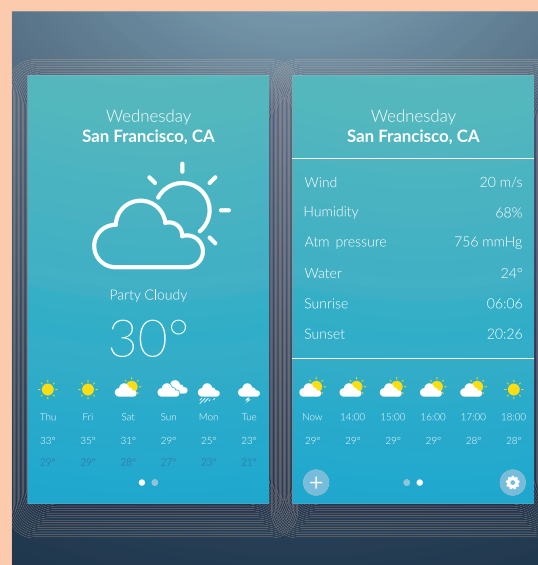 Wednesday
San Francisco, CA
Party Cloudy
30°
Thu Fri Sat Sun Mon Tue
33° 35° 31° 29° 25° 23°
29° 29° 28° 27° 23° 21°
Wednesday
San Francisco, CA
Wind 20 m/s
Humidity 68%
Atm pressure 756 mmHg
Water 24°
Sunrise 06:06
Sunset 20:26
Now 14:00 15:00 16:00 17:00 18:00
29° 29° 29° 29° 28° 28°